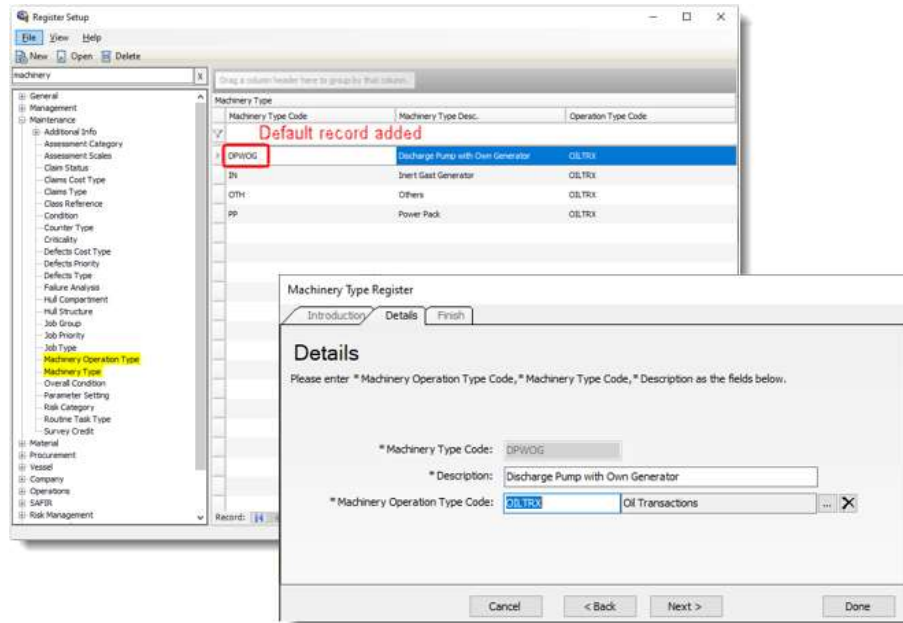 Register Setup
File View Help
New Open Delete
machinery x
Drag a column header here to group by that column.
General
Management
Maintenance
Additional Info
Assessment Category
Assessment Scales
Claim Status
Claims Cost Type
Claims Type
Class Reference
Condition
Counter Type
Criticality
Defects Cost Type
Defects Priority
Defects Type
Failure Analysis
Hull Compartment
Hull Structure
Job Group
Job Priority
Job Type
Machinery Operation Type
Machinery Type
Overall Condition
Parameter Setting
Risk Category
Routine Task Type
Survey Credit
Material
Procurement
Vessel
Company
Operations
SAFIR
Risk Management
Machinery Type
Machinery Type Code Machinery Type Desc. Operation Type Code
Default record added
DPWOG Discharge Pump with Own Generator OILTRX
IN Inert Gast Generator OILTRX
OTH Others OILTRX
PP Power Pack OILTRX
Record:
Machinery Type Register
Introduction Details Finish
Details
Please enter * Machinery Operation Type Code, * Machinery Type Code, * Description as the fields below.
* Machinery Type Code: DPWOG
* Description: Discharge Pump with Own Generator
* Machinery Operation Type Code: OILTRX Oil Transactions ... X
Cancel < Back Next > Done